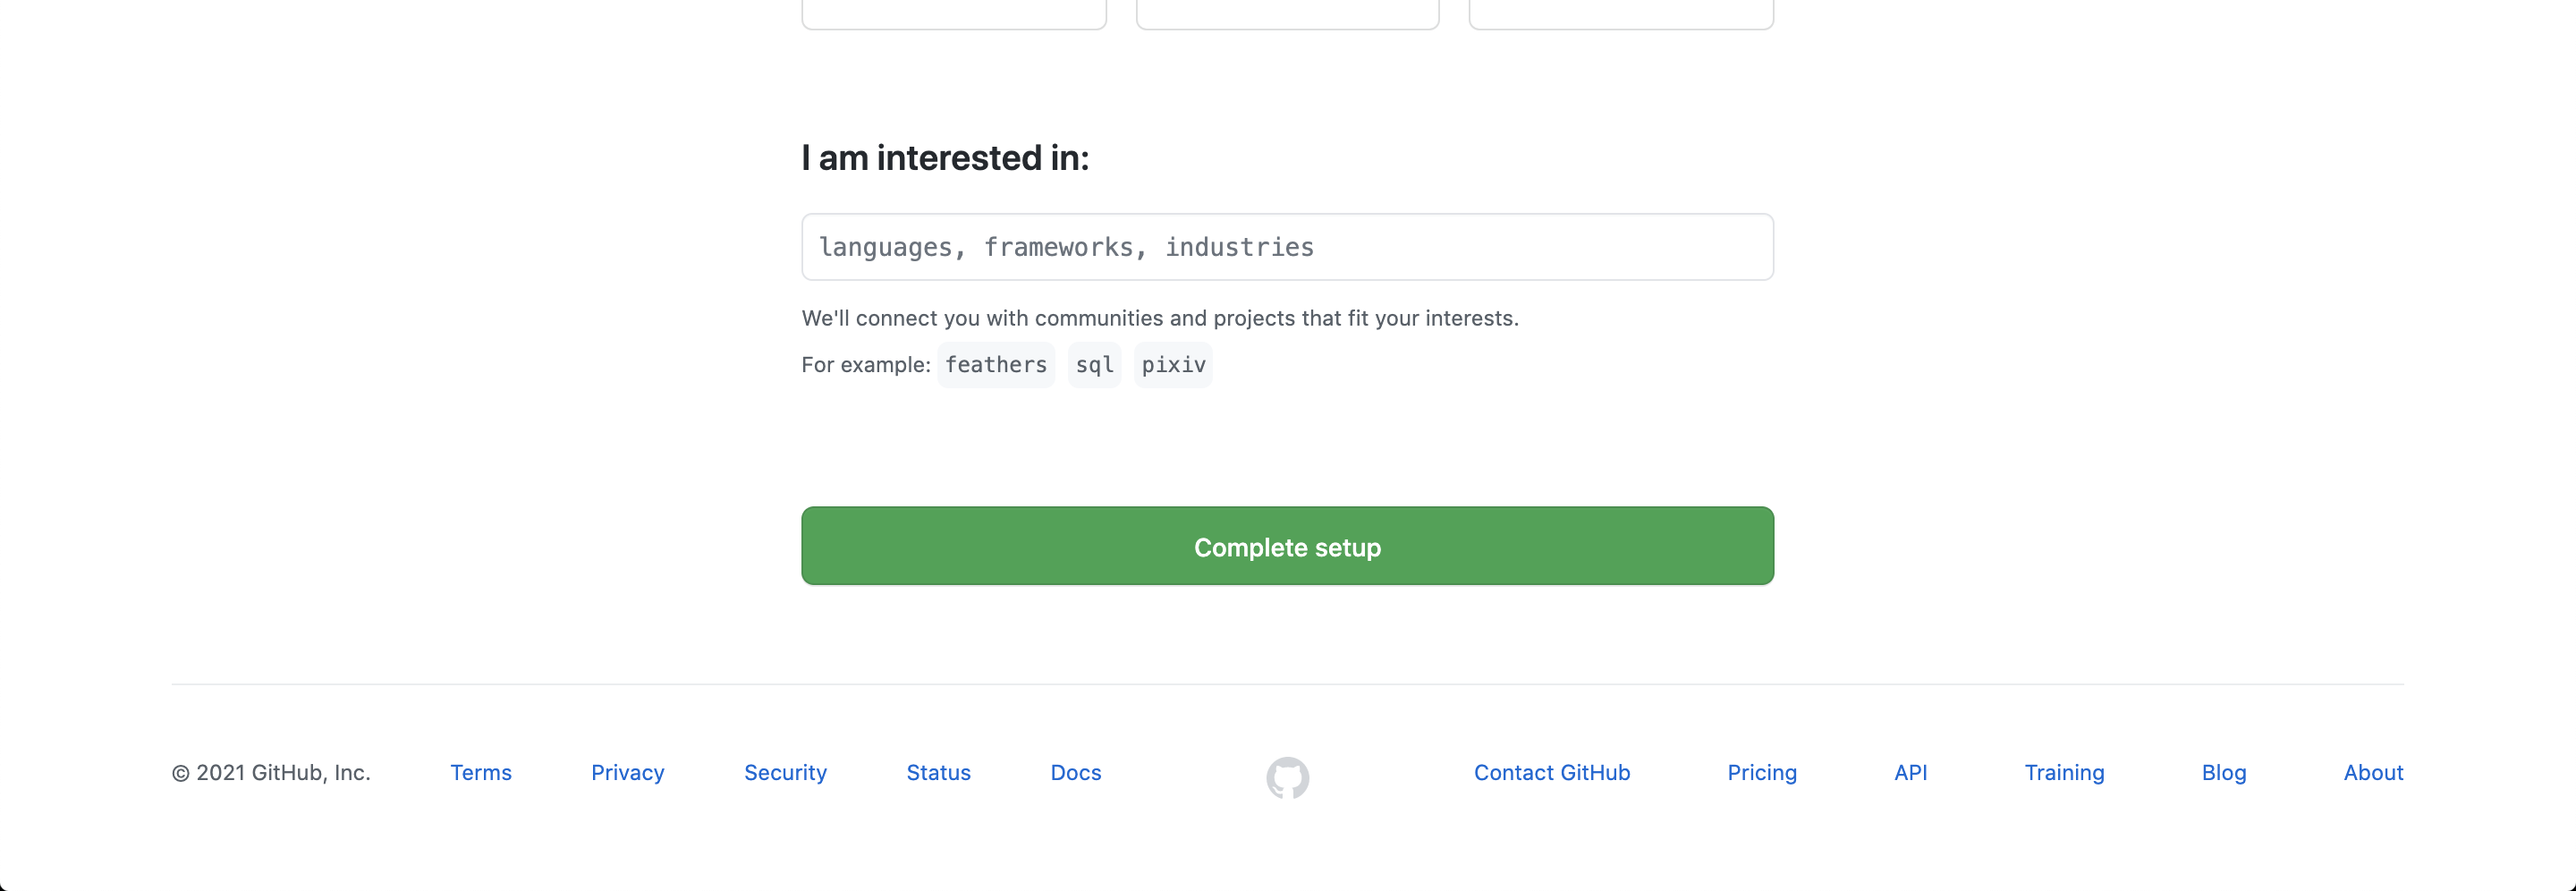 I am interested in:
languages, frameworks, industries
We'll connect you with communities and projects that fit your interests.
For example: feathers sql pixiv
Complete setup
© 2021 GitHub, Inc. Terms Privacy Security Status Docs Contact GitHub Pricing API Training Blog About